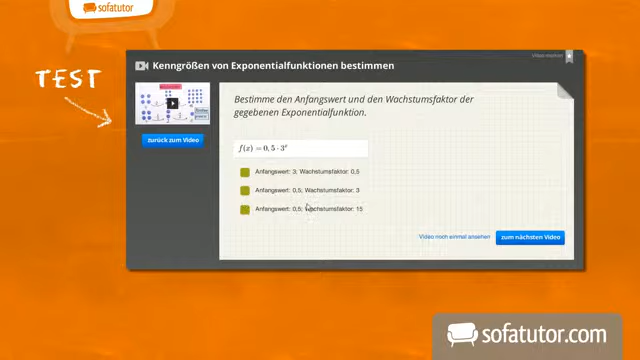 sofatutor
TEST
Kenngrößen von Exponentialfunktionen bestimmen
zurück zum Video
Bestimme den Anfangswert und den Wachstumsfaktor der
gegebenen Exponentialfunktion.
f(x) = 0,5 · 3ˣ
Anfangswert: 3; Wachstumsfaktor: 0,5
Anfangswert: 0,5; Wachstumsfaktor: 3
Anfangswert: 0,5; Wachstumsfaktor: 15
Video noch einmal ansehen
zum nächsten Video
sofatutor.com